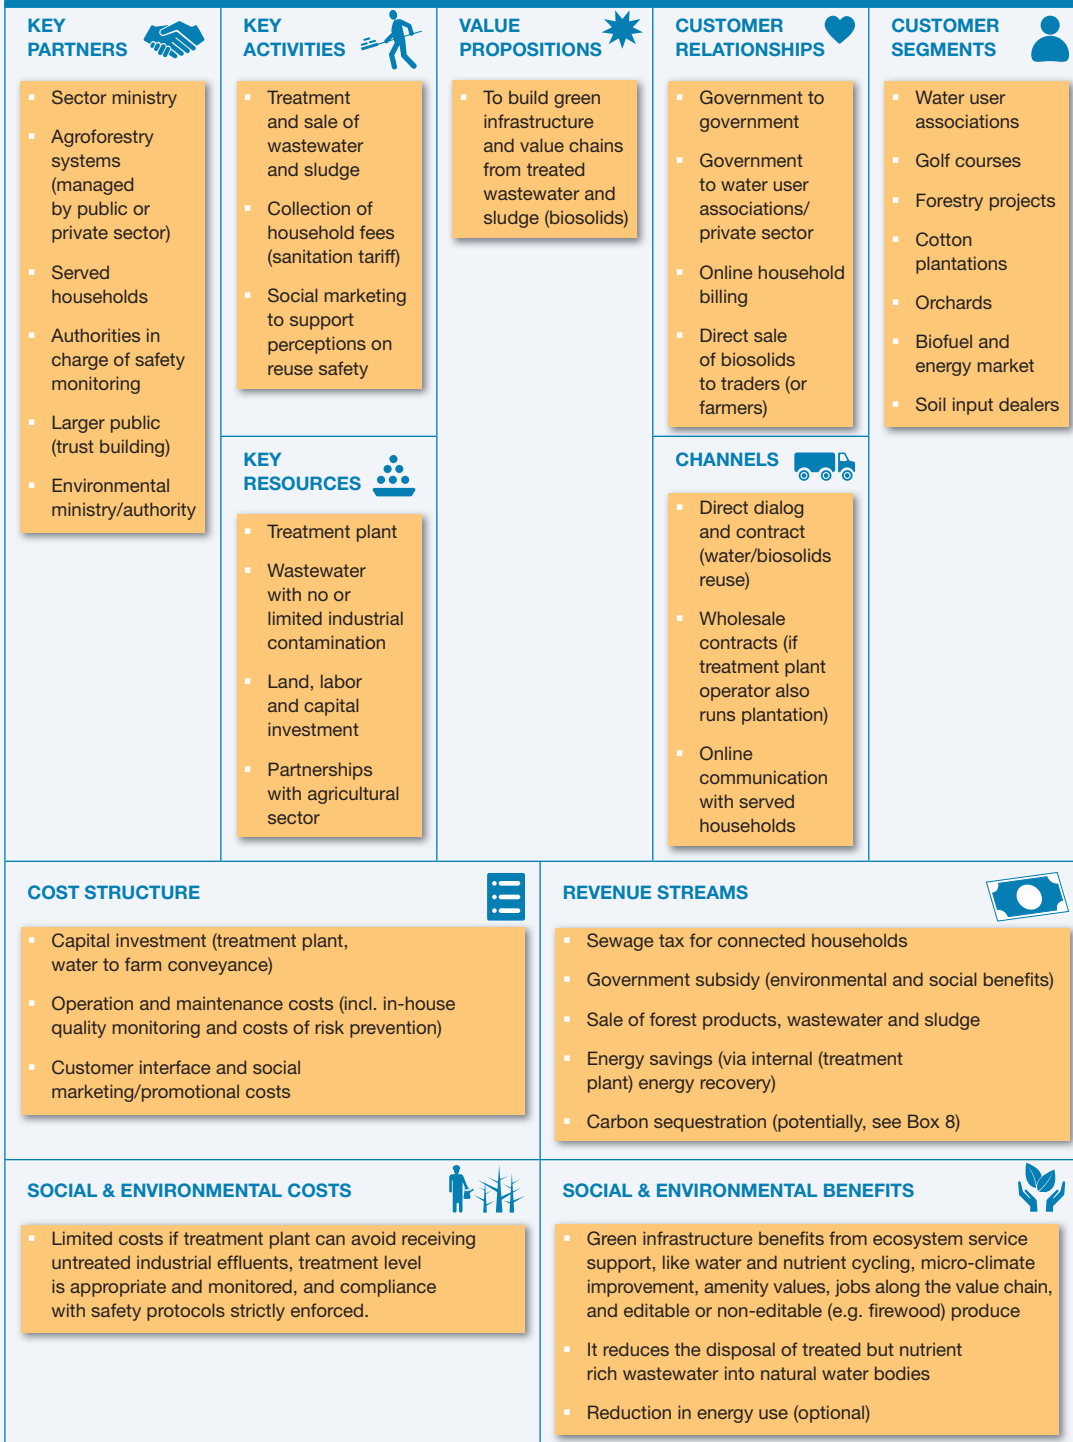 KEY
PARTNERS
Sector ministry
Agroforestry
systems
(managed
by public or
private sector)
Served
households
Authorities in
charge of safety
monitoring
Larger public
(trust building)
Environmental
ministry/authority
KEY
ACTIVITIES
Treatment
and sale of
wastewater
and sludge
Collection of
household fees
(sanitation tariff)
Social marketing
to support
perceptions on
reuse safety
KEY
RESOURCES
Treatment plant
Wastewater
with no or
limited industrial
contamination
Land, labor
and capital
investment
Partnerships
with agricultural
sector
VALUE
PROPOSITIONS
To build green
infrastructure
and value chains
from treated
wastewater and
sludge (biosolids)
CUSTOMER
RELATIONSHIPS
Government to
government
Government
to water user
associations/
private sector
Online household
billing
Direct sale
of biosolids
to traders (or
farmers)
CHANNELS
Direct dialog
and contract
(water/biosolids
reuse)
Wholesale
contracts (if
treatment plant
operator also
runs plantation)
Online
communication
with served
households
CUSTOMER
SEGMENTS
Water user
associations
Golf courses
Forestry projects
Cotton
plantations
Orchards
Biofuel and
energy market
Soil input dealers
COST STRUCTURE
Capital investment (treatment plant,
water to farm conveyance)
Operation and maintenance costs (incl. in-house
quality monitoring and costs of risk prevention)
Customer interface and social
marketing/promotional costs
REVENUE STREAMS
Sewage tax for connected households
Government subsidy (environmental and social benefits)
Sale of forest products, wastewater and sludge
Energy savings (via internal (treatment
plant) energy recovery)
Carbon sequestration (potentially, see Box 8)
SOCIAL & ENVIRONMENTAL COSTS
Limited costs if treatment plant can avoid receiving
untreated industrial effluents, treatment level
is appropriate and monitored, and compliance
with safety protocols strictly enforced.
SOCIAL & ENVIRONMENTAL BENEFITS
Green infrastructure benefits from ecosystem service
support, like water and nutrient cycling, micro-climate
improvement, amenity values, jobs along the value chain,
and editable or non-editable (e.g. firewood) produce
It reduces the disposal of treated but nutrient
rich wastewater into natural water bodies
Reduction in energy use (optional)